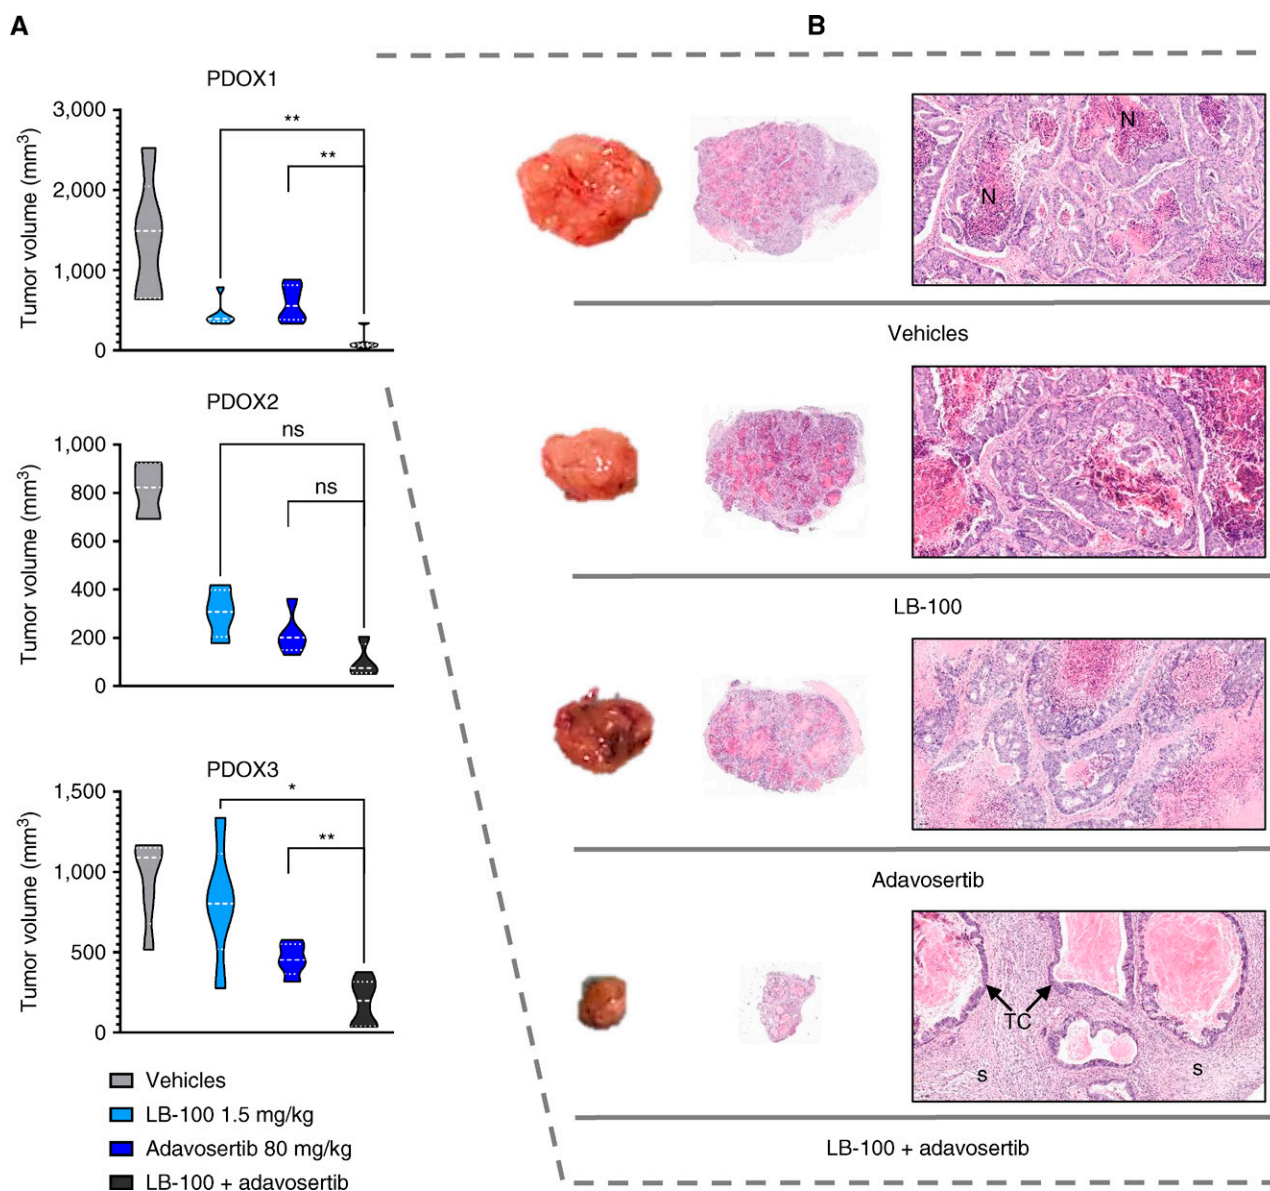 A
PDOX1
Tumor volume (mm³)
3,000
2,000
1,000
0
**
**
PDOX2
Tumor volume (mm³)
1,000
800
600
400
200
0
ns
ns
PDOX3
Tumor volume (mm³)
1,500
1,000
500
0
*
**
Vehicles
LB-100 1.5 mg/kg
Adavosertib 80 mg/kg
LB-100 + adavosertib
B
N
N
Vehicles
LB-100
Adavosertib
TC
s
s
LB-100 + adavosertib